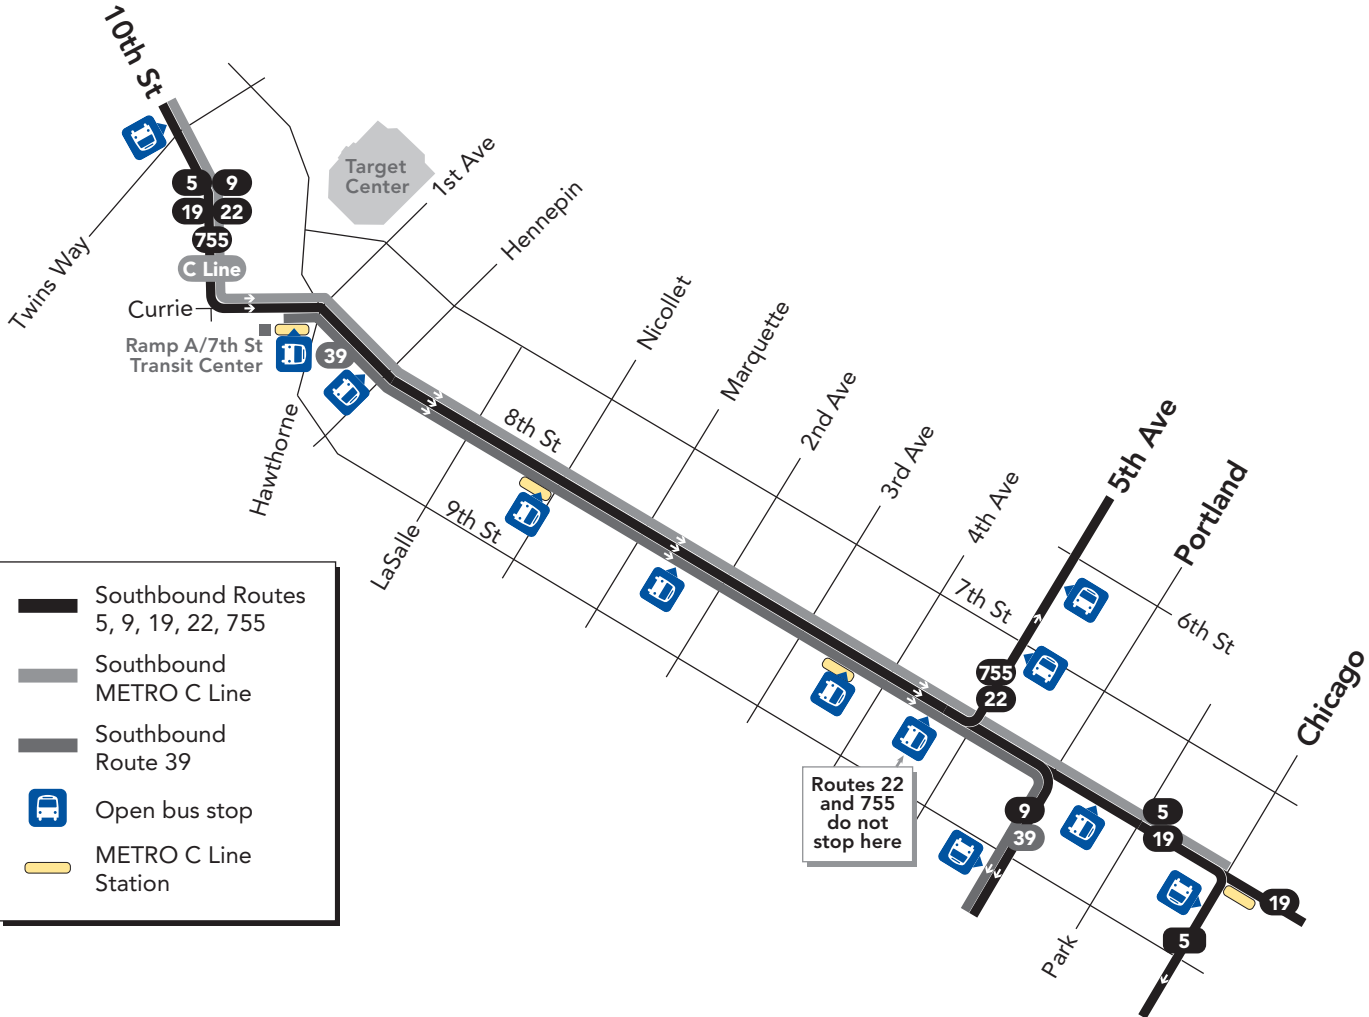 10th St
Target
Center
1st Ave
5
9
19
22
755
C Line
Hennepin
Twins Way
Currie
Ramp A/7th St
Transit Center
39
Nicollet
Marquette
2nd Ave
3rd Ave
4th Ave
5th Ave
Portland
Chicago
Hawthorne
8th St
9th St
LaSalle
7th St
6th St
755
22
Southbound Routes
5, 9, 19, 22, 755
Southbound
METRO C Line
Southbound
Route 39
Open bus stop
METRO C Line
Station
Routes 22
and 755
do not
stop here
9
39
5
19
19
5
Park